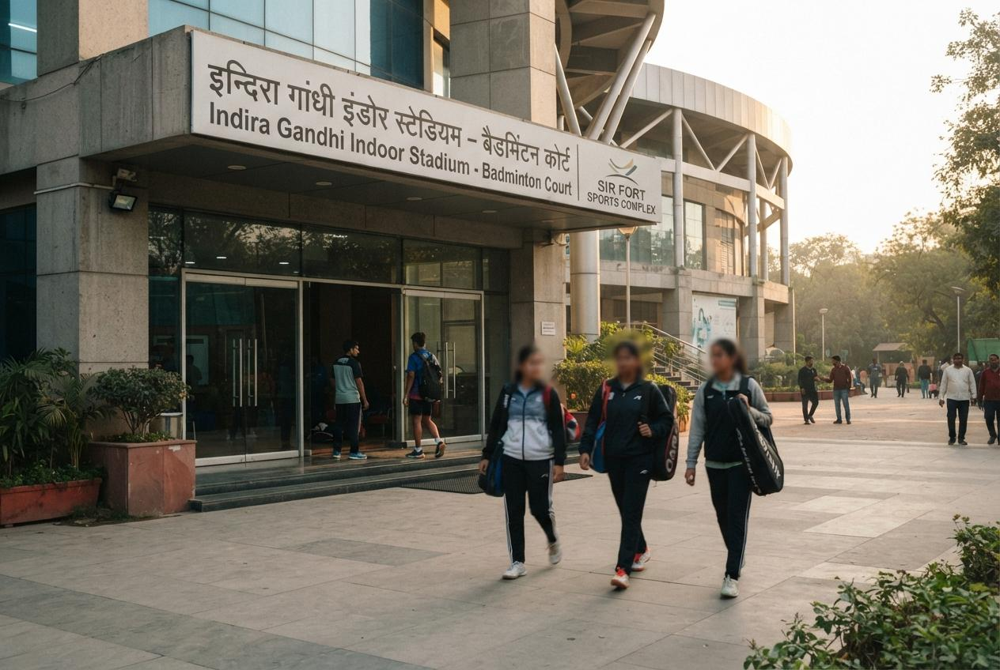 इन्दिरा गांधी इंडोर स्टेडियम – बैडमिंटन कोर्ट
Indira Gandhi Indoor Stadium - Badminton Court
SIR FORT
SPORTS COMPLEX